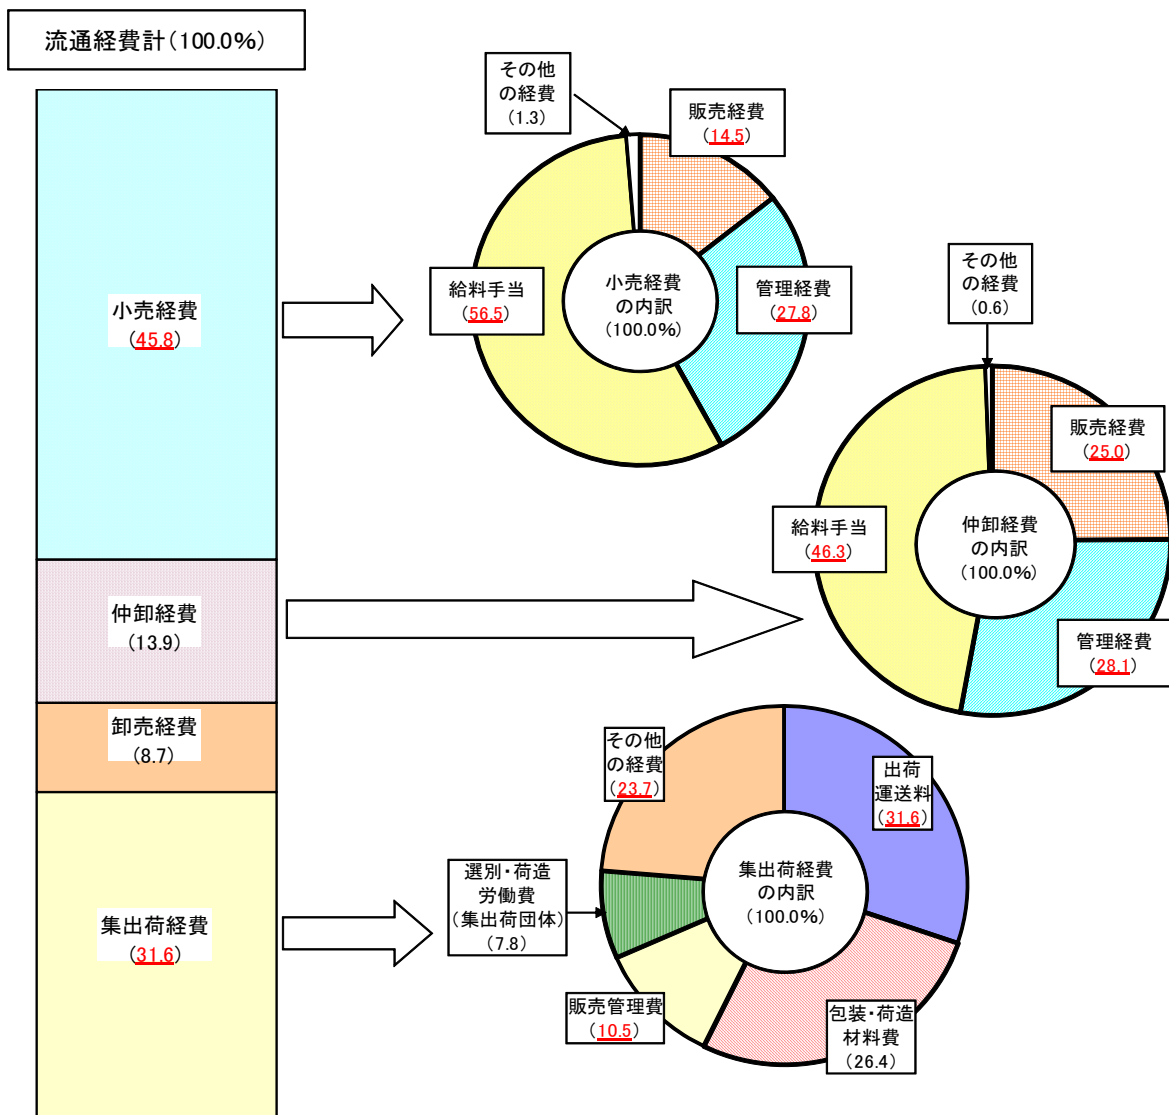 流通経費計(100.0%)
小売経費
(45.8)
仲卸経費
(13.9)
卸売経費
(8.7)
集出荷経費
(31.6)
その他
の経費
(1.3)
販売経費
(14.5)
給料手当
(56.5)
小売経費
の内訳
(100.0%)
管理経費
(27.8)
その他
の経費
(0.6)
販売経費
(25.0)
給料手当
(46.3)
仲卸経費
の内訳
(100.0%)
管理経費
(28.1)
その他
の経費
(23.7)
出荷
運送料
(31.6)
選別・荷造
労働費
(集出荷団体)
(7.8)
集出荷経費
の内訳
(100.0%)
販売管理費
(10.5)
包装・荷造
材料費
(26.4)